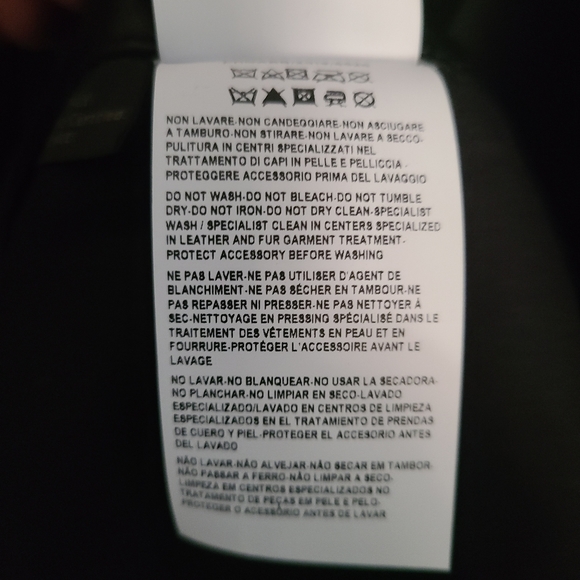 NON LAVARE-NON CANDEGGIARE-NON ASCIUGARE
A TAMBURO-NON STIRARE-NON LAVARE A SECCO-
PULITURA IN CENTRI SPECIALIZZATI NEL
TRATTAMENTO DI CAPI IN PELLE E PELLICCIA-
PROTEGGERE ACCESSORIO PRIMA DEL LAVAGGIO
DO NOT WASH-DO NOT BLEACH-DO NOT TUMBLE
DRY-DO NOT IRON-DO NOT DRY CLEAN-SPECIALIST
WASH / SPECIALIST CLEAN IN CENTERS SPECIALIZED
IN LEATHER AND FUR GARMENT TREATMENT-
PROTECT ACCESSORY BEFORE WASHING
NE PAS LAVER-NE PAS UTILISER D'AGENT DE
BLANCHIMENT-NE PAS SÉCHER EN TAMBOUR-NE
PAS REPASSER NI PRESSER-NE PAS NETTOYER À
SEC-NETTOYAGE EN PRESSING SPÉCIALISÉ DANS LE
TRAITEMENT DES VÊTEMENTS EN PEAU ET EN
FOURRURE-PROTÉGER L'ACCESSOIRE AVANT LE
LAVAGE
NO LAVAR-NO BLANQUEAR-NO USAR LA SECADORA-
NO PLANCHAR-NO LIMPIAR EN SECO-LAVADO
ESPECIALIZADO/LAVADO EN CENTROS DE LIMPIEZA
ESPECIALIZADOS EN EL TRATAMIENTO DE PRENDAS
DE CUERO Y PIEL-PROTEGER EL ACCESORIO ANTES
DEL LAVADO
NÃO LAVAR-NÃO ALVEJAR-NÃO SECAR EM TAMBOR-
NÃO PASSAR A FERRO-NÃO LIMPAR A SECO-
LIMPEZA EM CENTROS ESPECIALIZADOS NO
TRATAMENTO DE PEÇAS EM PELE E PELO-
PROTEGER O ACESSÓRIO ANTES DE LAVAR